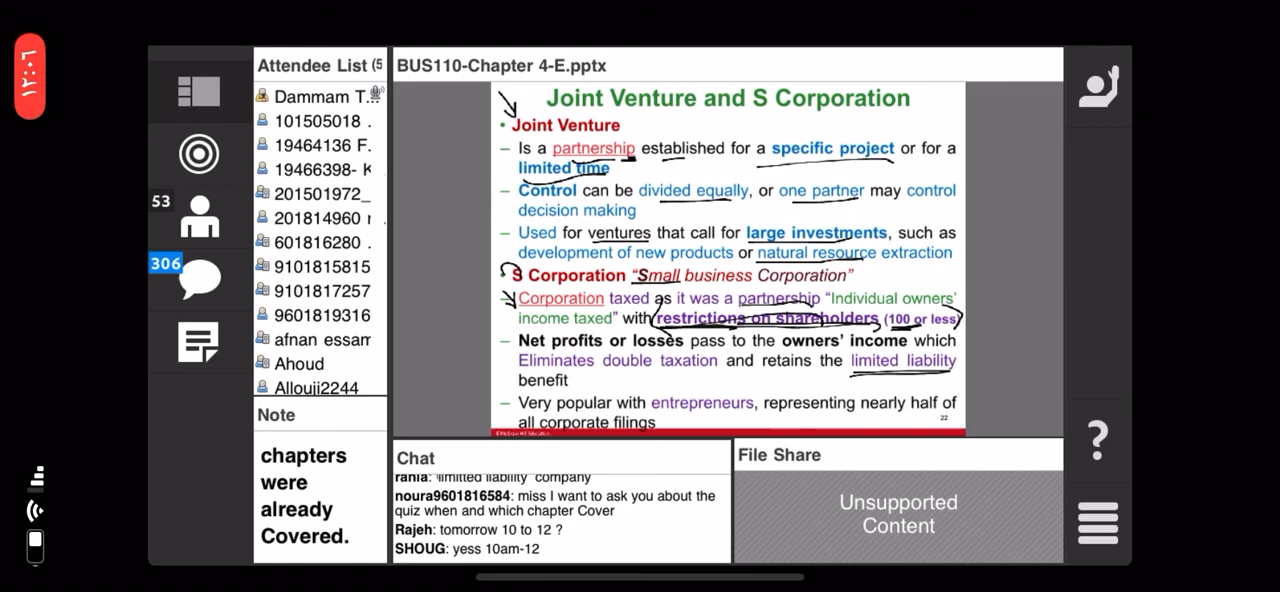 ١٢:٠٦
Attendee List (5
Dammam T...
101505018 .
19464136 F.
19466398- K
201501972_
201814960 r
601816280 .
9101815815
9101817257
9601819316
afnan essam
Ahoud
Allouji2244
53
306
Note
chapters
were
already
Covered.
BUS110-Chapter 4-E.pptx
Joint Venture and S Corporation
• Joint Venture
– Is a partnership established for a specific project or for a
limited time
– Control can be divided equally, or one partner may control
decision making
– Used for ventures that call for large investments, such as
development of new products or natural resource extraction
• S Corporation "Small business Corporation"
– Corporation taxed as it was a partnership "Individual owners'
income taxed" with restrictions on shareholders (100 or less)
– Net profits or losses pass to the owners' income which
Eliminates double taxation and retains the limited liability
benefit
– Very popular with entrepreneurs, representing nearly half of
all corporate filings
22
Chat
rania: limitted liability company
noura9601816584: miss I want to ask you about the
quiz when and which chapter Cover
Rajeh: tomorrow 10 to 12 ?
SHOUG: yess 10am-12
File Share
Unsupported
Content
?